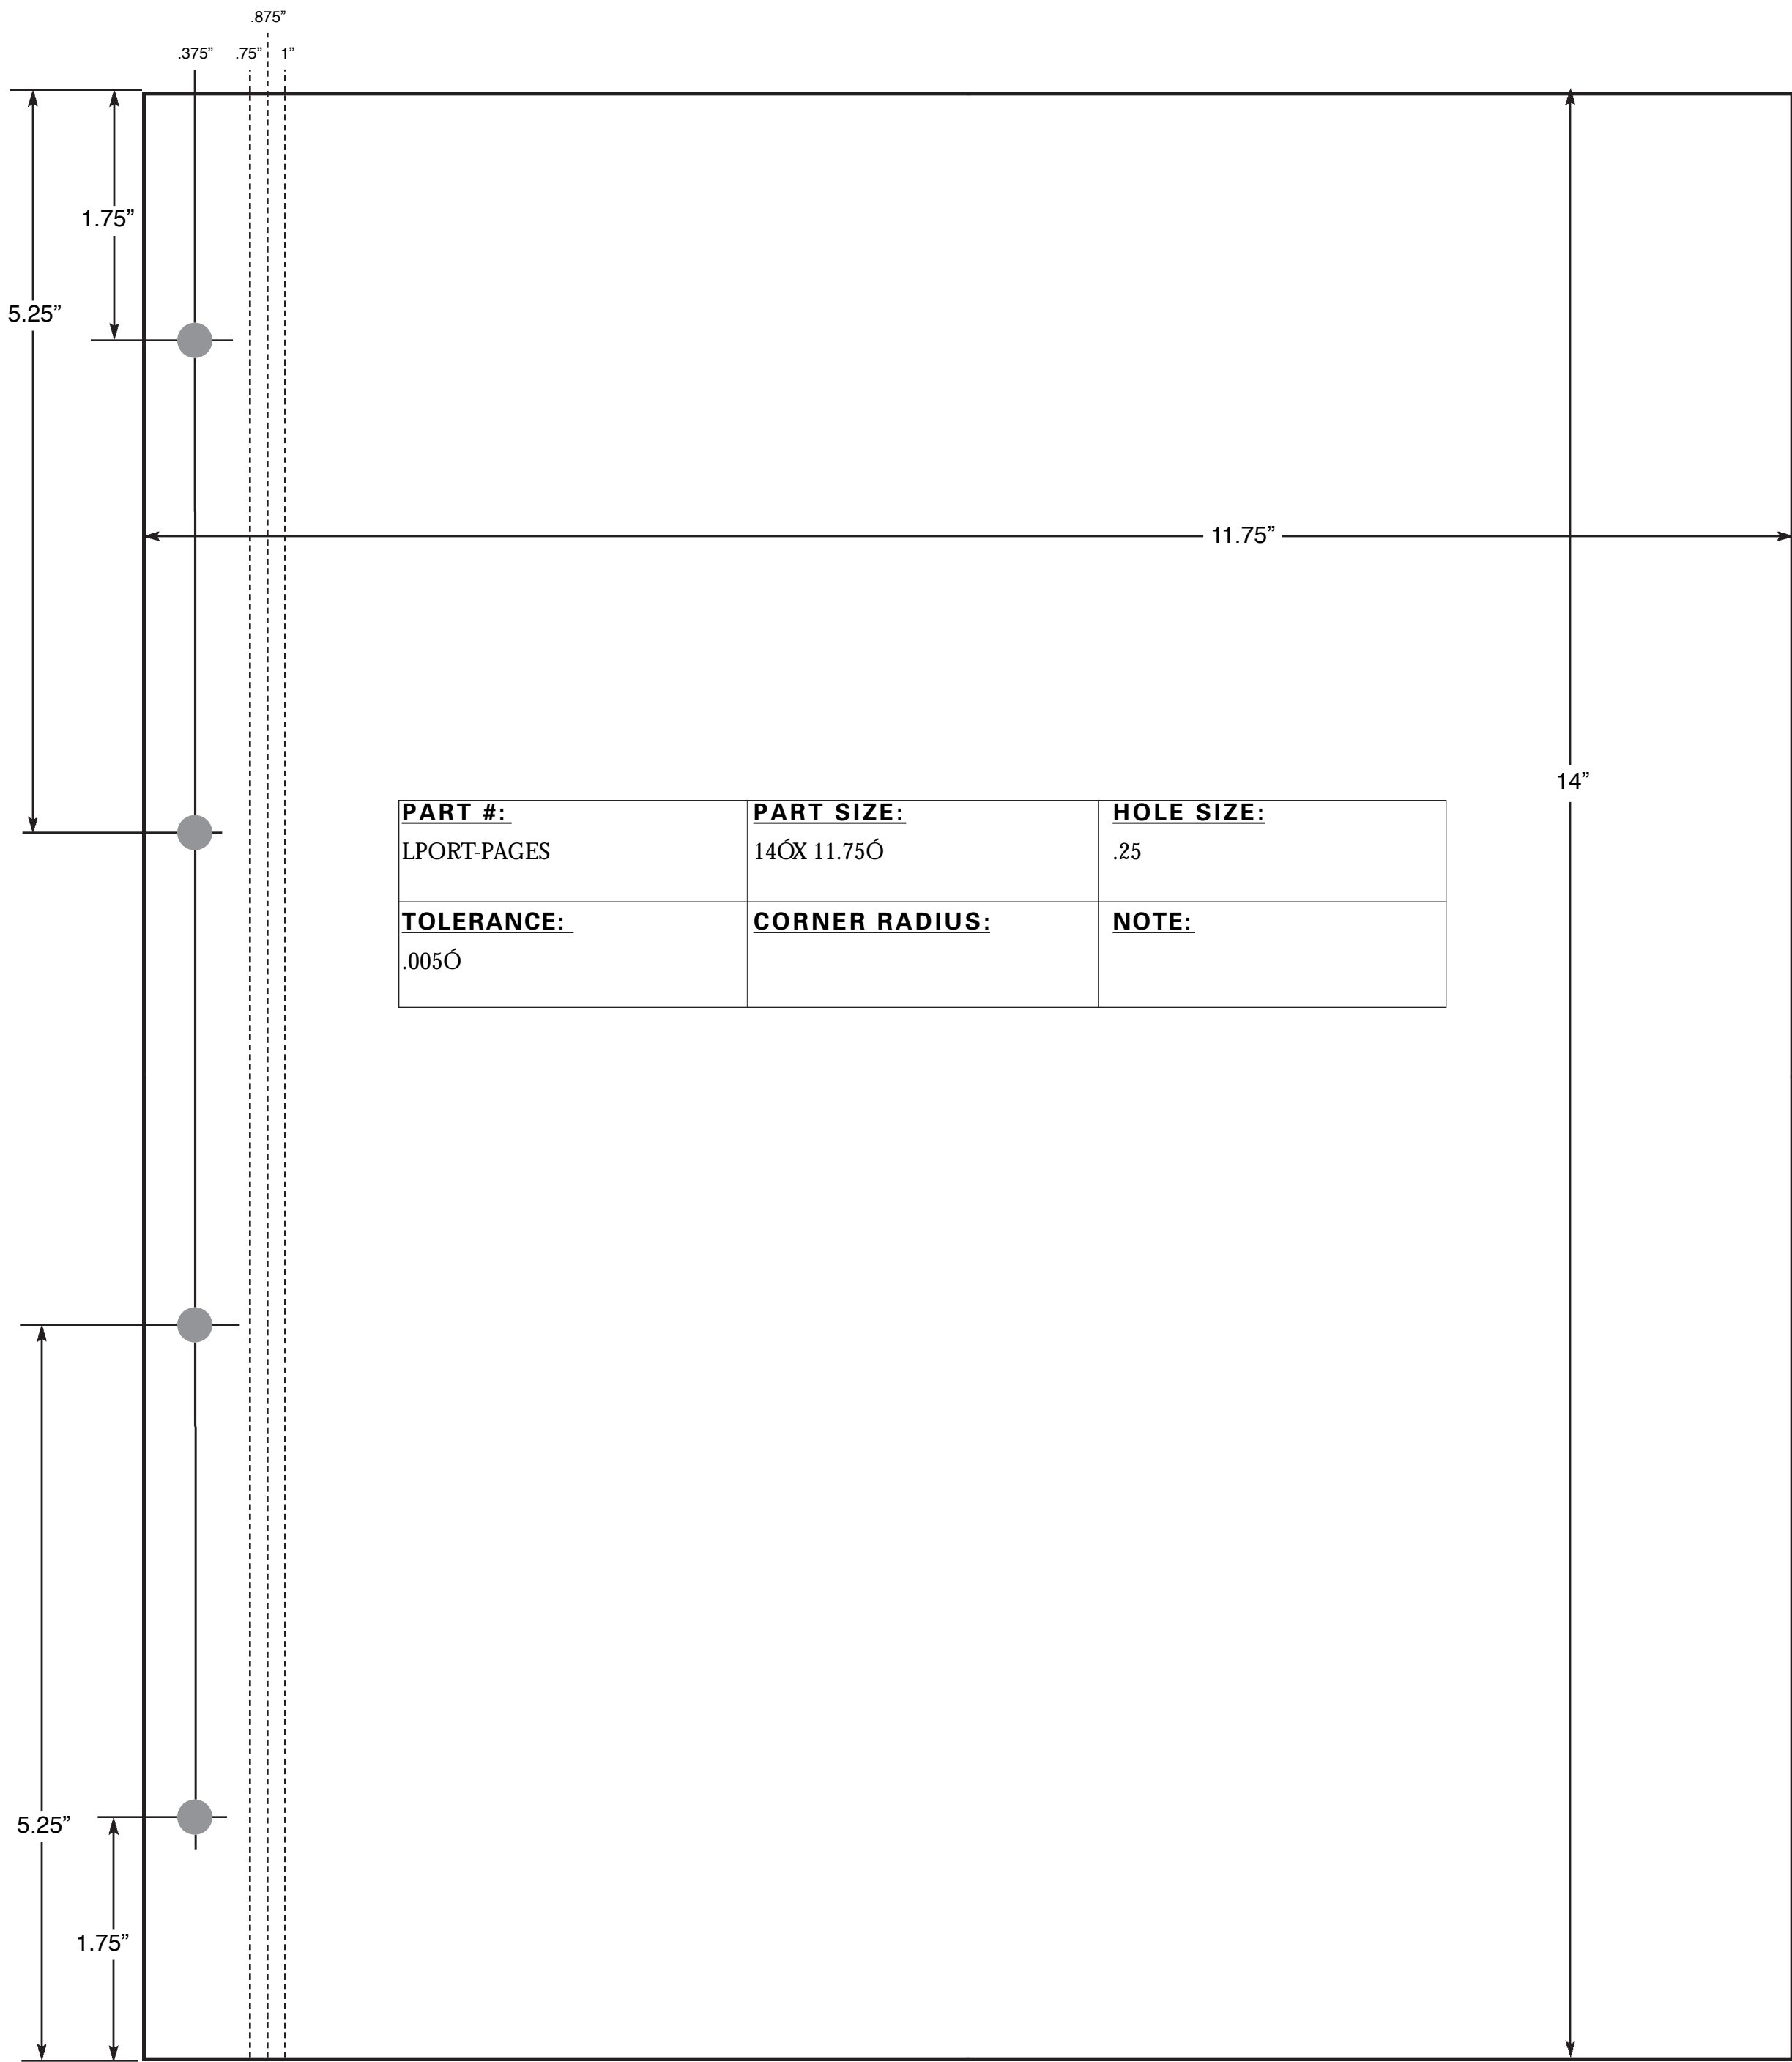 .875”
.375” .75” 1”
1.75”
5.25”
11.75”
14”
PART #: PART SIZE: HOLE SIZE:
LPORT-PAGES 14ÓX 11.75Ó .25
TOLERANCE: CORNER RADIUS: NOTE:
.005Ó
5.25”
1.75”